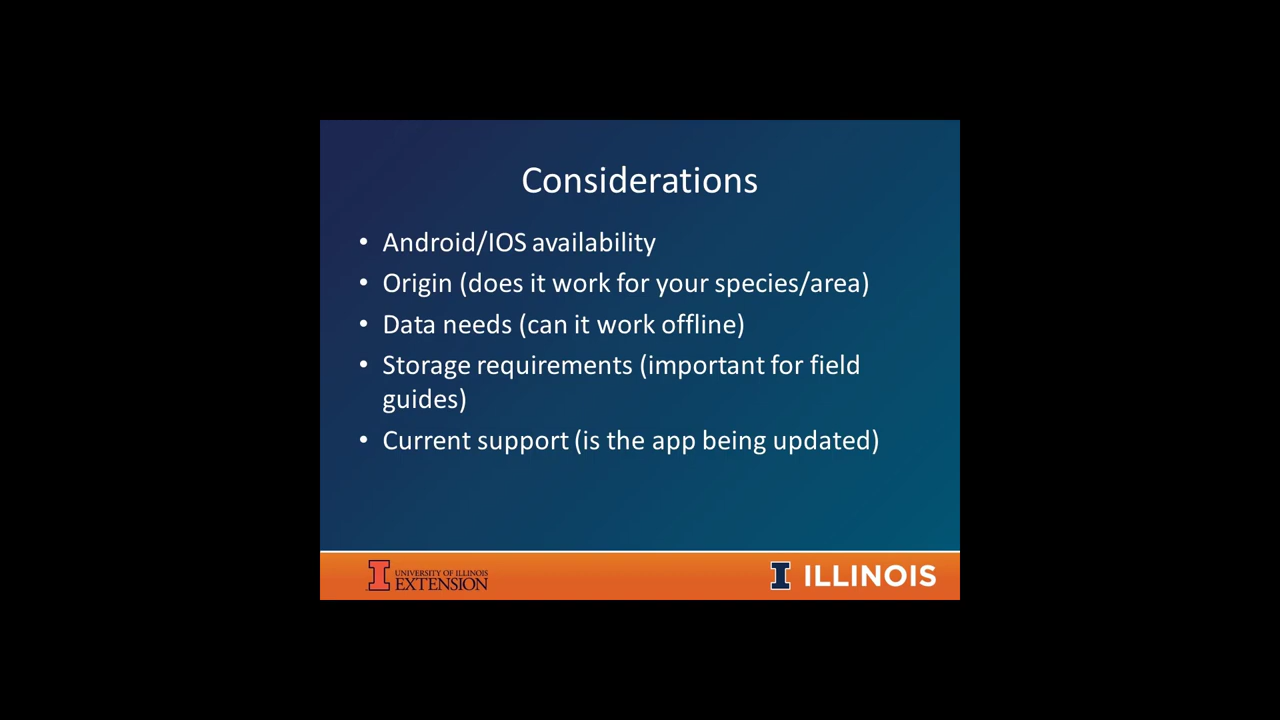 Considerations
• Android/IOS availability
• Origin (does it work for your species/area)
• Data needs (can it work offline)
• Storage requirements (important for field
guides)
• Current support (is the app being updated)
I UNIVERSITY OF ILLINOIS
EXTENSION
I ILLINOIS